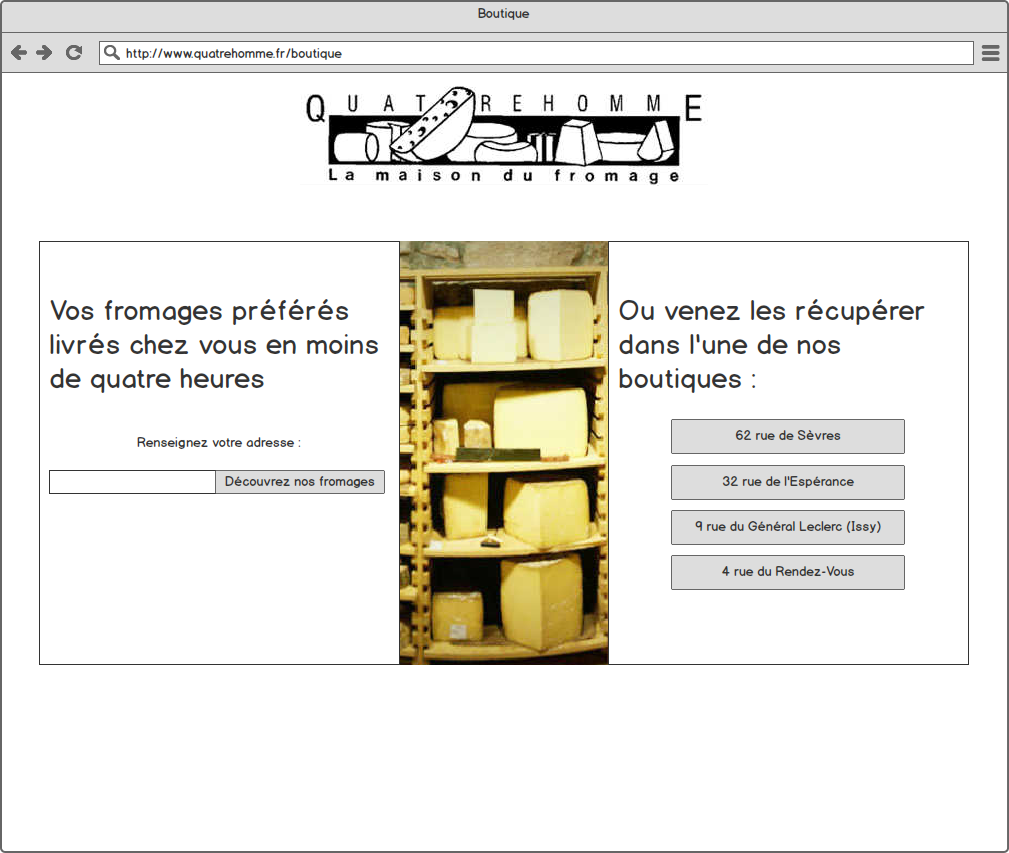 Boutique
http://www.quatrehomme.fr/boutique
QUATREHOMME
La maison du fromage
Vos fromages préférés
livrés chez vous en moins
de quatre heures
Renseignez votre adresse :
Découvrez nos fromages
Ou venez les récupérer
dans l'une de nos
boutiques :
62 rue de Sèvres
32 rue de l'Espérance
9 rue du Général Leclerc (Issy)
4 rue du Rendez-Vous